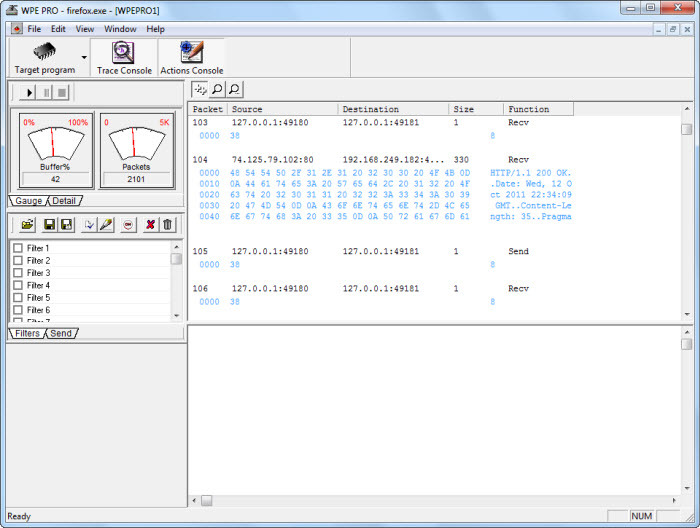 WPE PRO - firefox.exe - [WPEPRO1]
File Edit View Window Help
Target program Trace Console Actions Console
0% 100% 0 5K
Buffer% Packets
42 2101
Gauge Detail
Filter 1
Filter 2
Filter 3
Filter 4
Filter 5
Filter 6
Filters Send
Packet Source Destination Size Function
103 127.0.0.1:49180 127.0.0.1:49181 1 Recv
0000 38 8
104 74.125.79.102:80 192.168.249.182:4... 330 Recv
0000 48 54 54 50 2F 31 2E 31 20 32 30 30 20 4F 4B 0D HTTP/1.1 200 OK.
0010 0A 44 61 74 65 3A 20 57 65 64 2C 20 31 32 20 4F .Date: Wed, 12 O
0020 63 74 20 32 30 31 31 20 32 32 3A 33 34 3A 30 39 ct 2011 22:34:09
0030 20 47 4D 54 0D 0A 43 6F 6E 74 65 6E 74 2D 4C 65 GMT..Content-Le
0040 6E 67 74 68 3A 20 33 35 0D 0A 50 72 61 67 6D 61 ngth: 35..Pragma
105 127.0.0.1:49180 127.0.0.1:49181 1 Send
0000 38 8
106 127.0.0.1:49180 127.0.0.1:49181 1 Recv
0000 38 8
Ready NUM